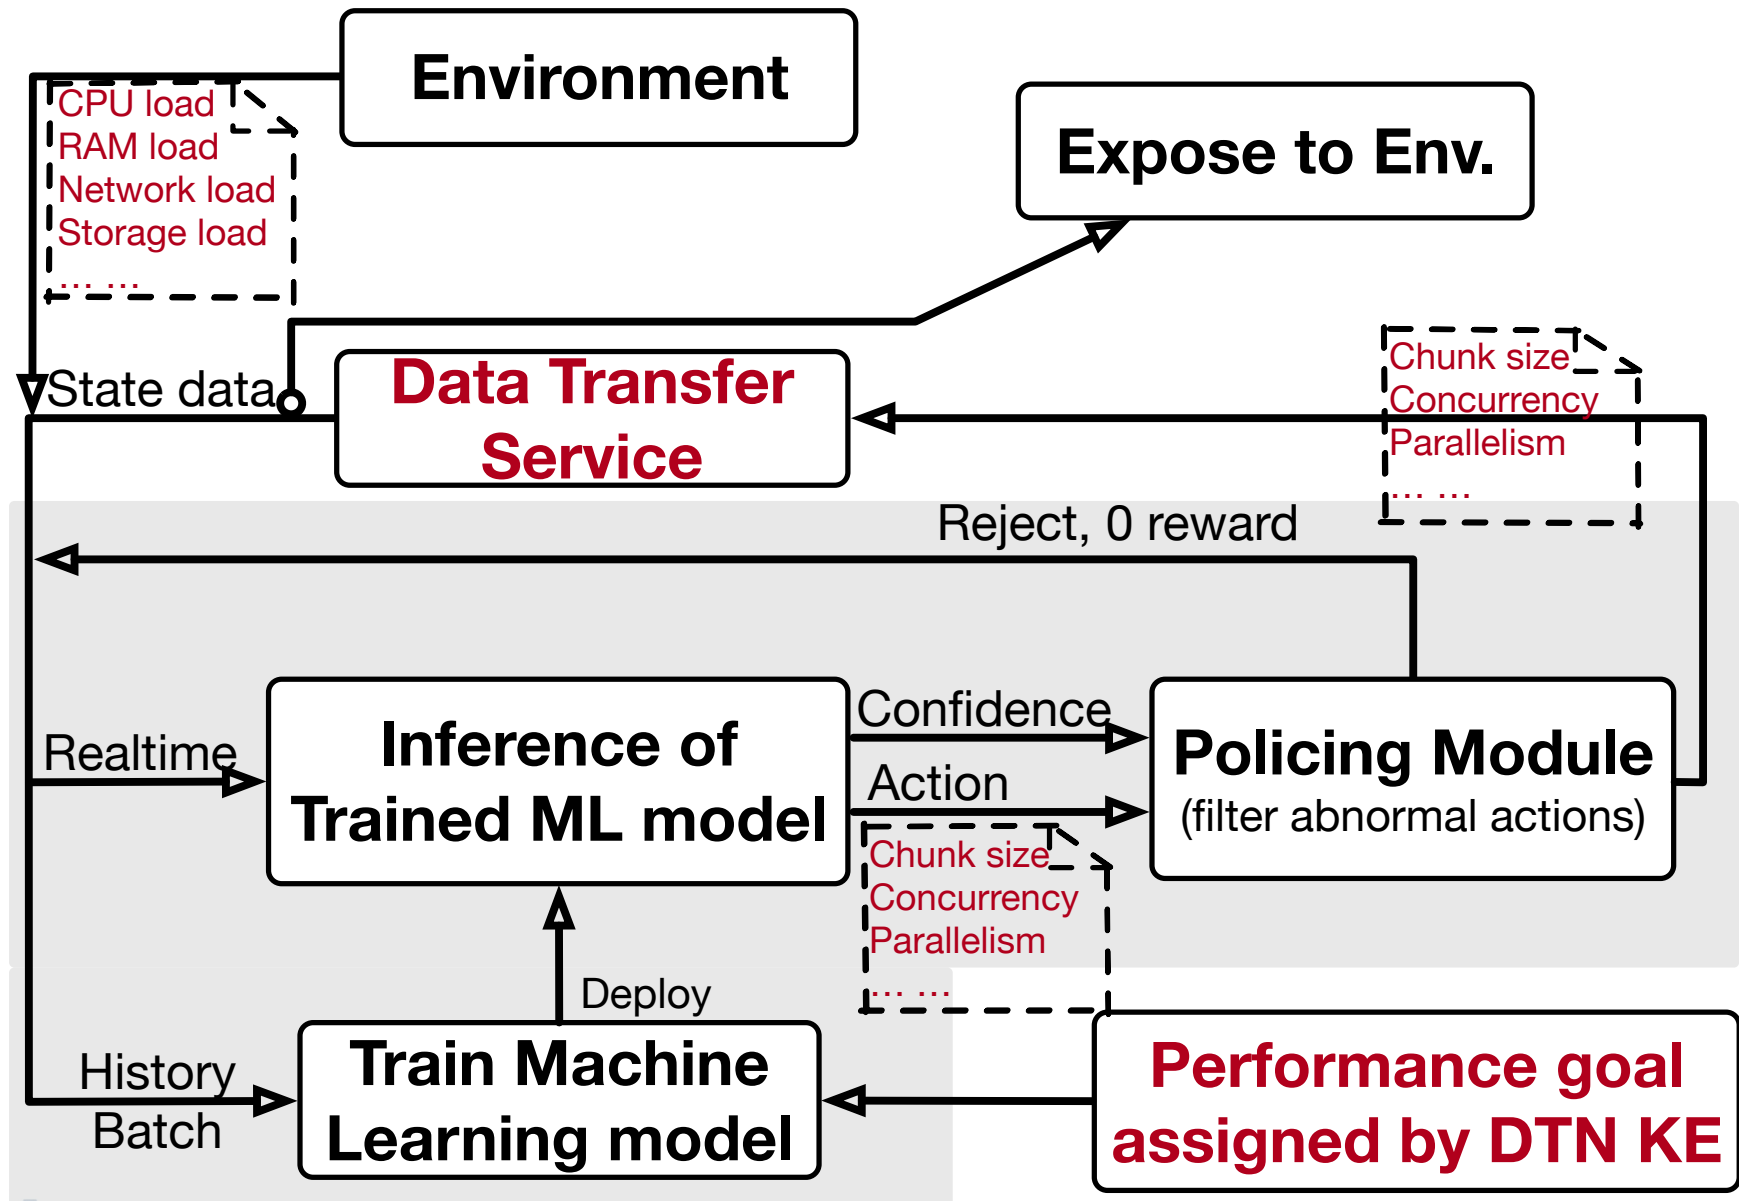 Environment
CPU load
RAM load
Network load
Storage load
... ...
Expose to Env.
State data
Data Transfer
Service
Chunk size
Concurrency
Parallelism
... ...
Reject, 0 reward
Realtime
Inference of
Trained ML model
Confidence
Action
Policing Module
(filter abnormal actions)
Chunk size
Concurrency
Parallelism
... ...
Deploy
History
Batch
Train Machine
Learning model
Performance goal
assigned by DTN KE